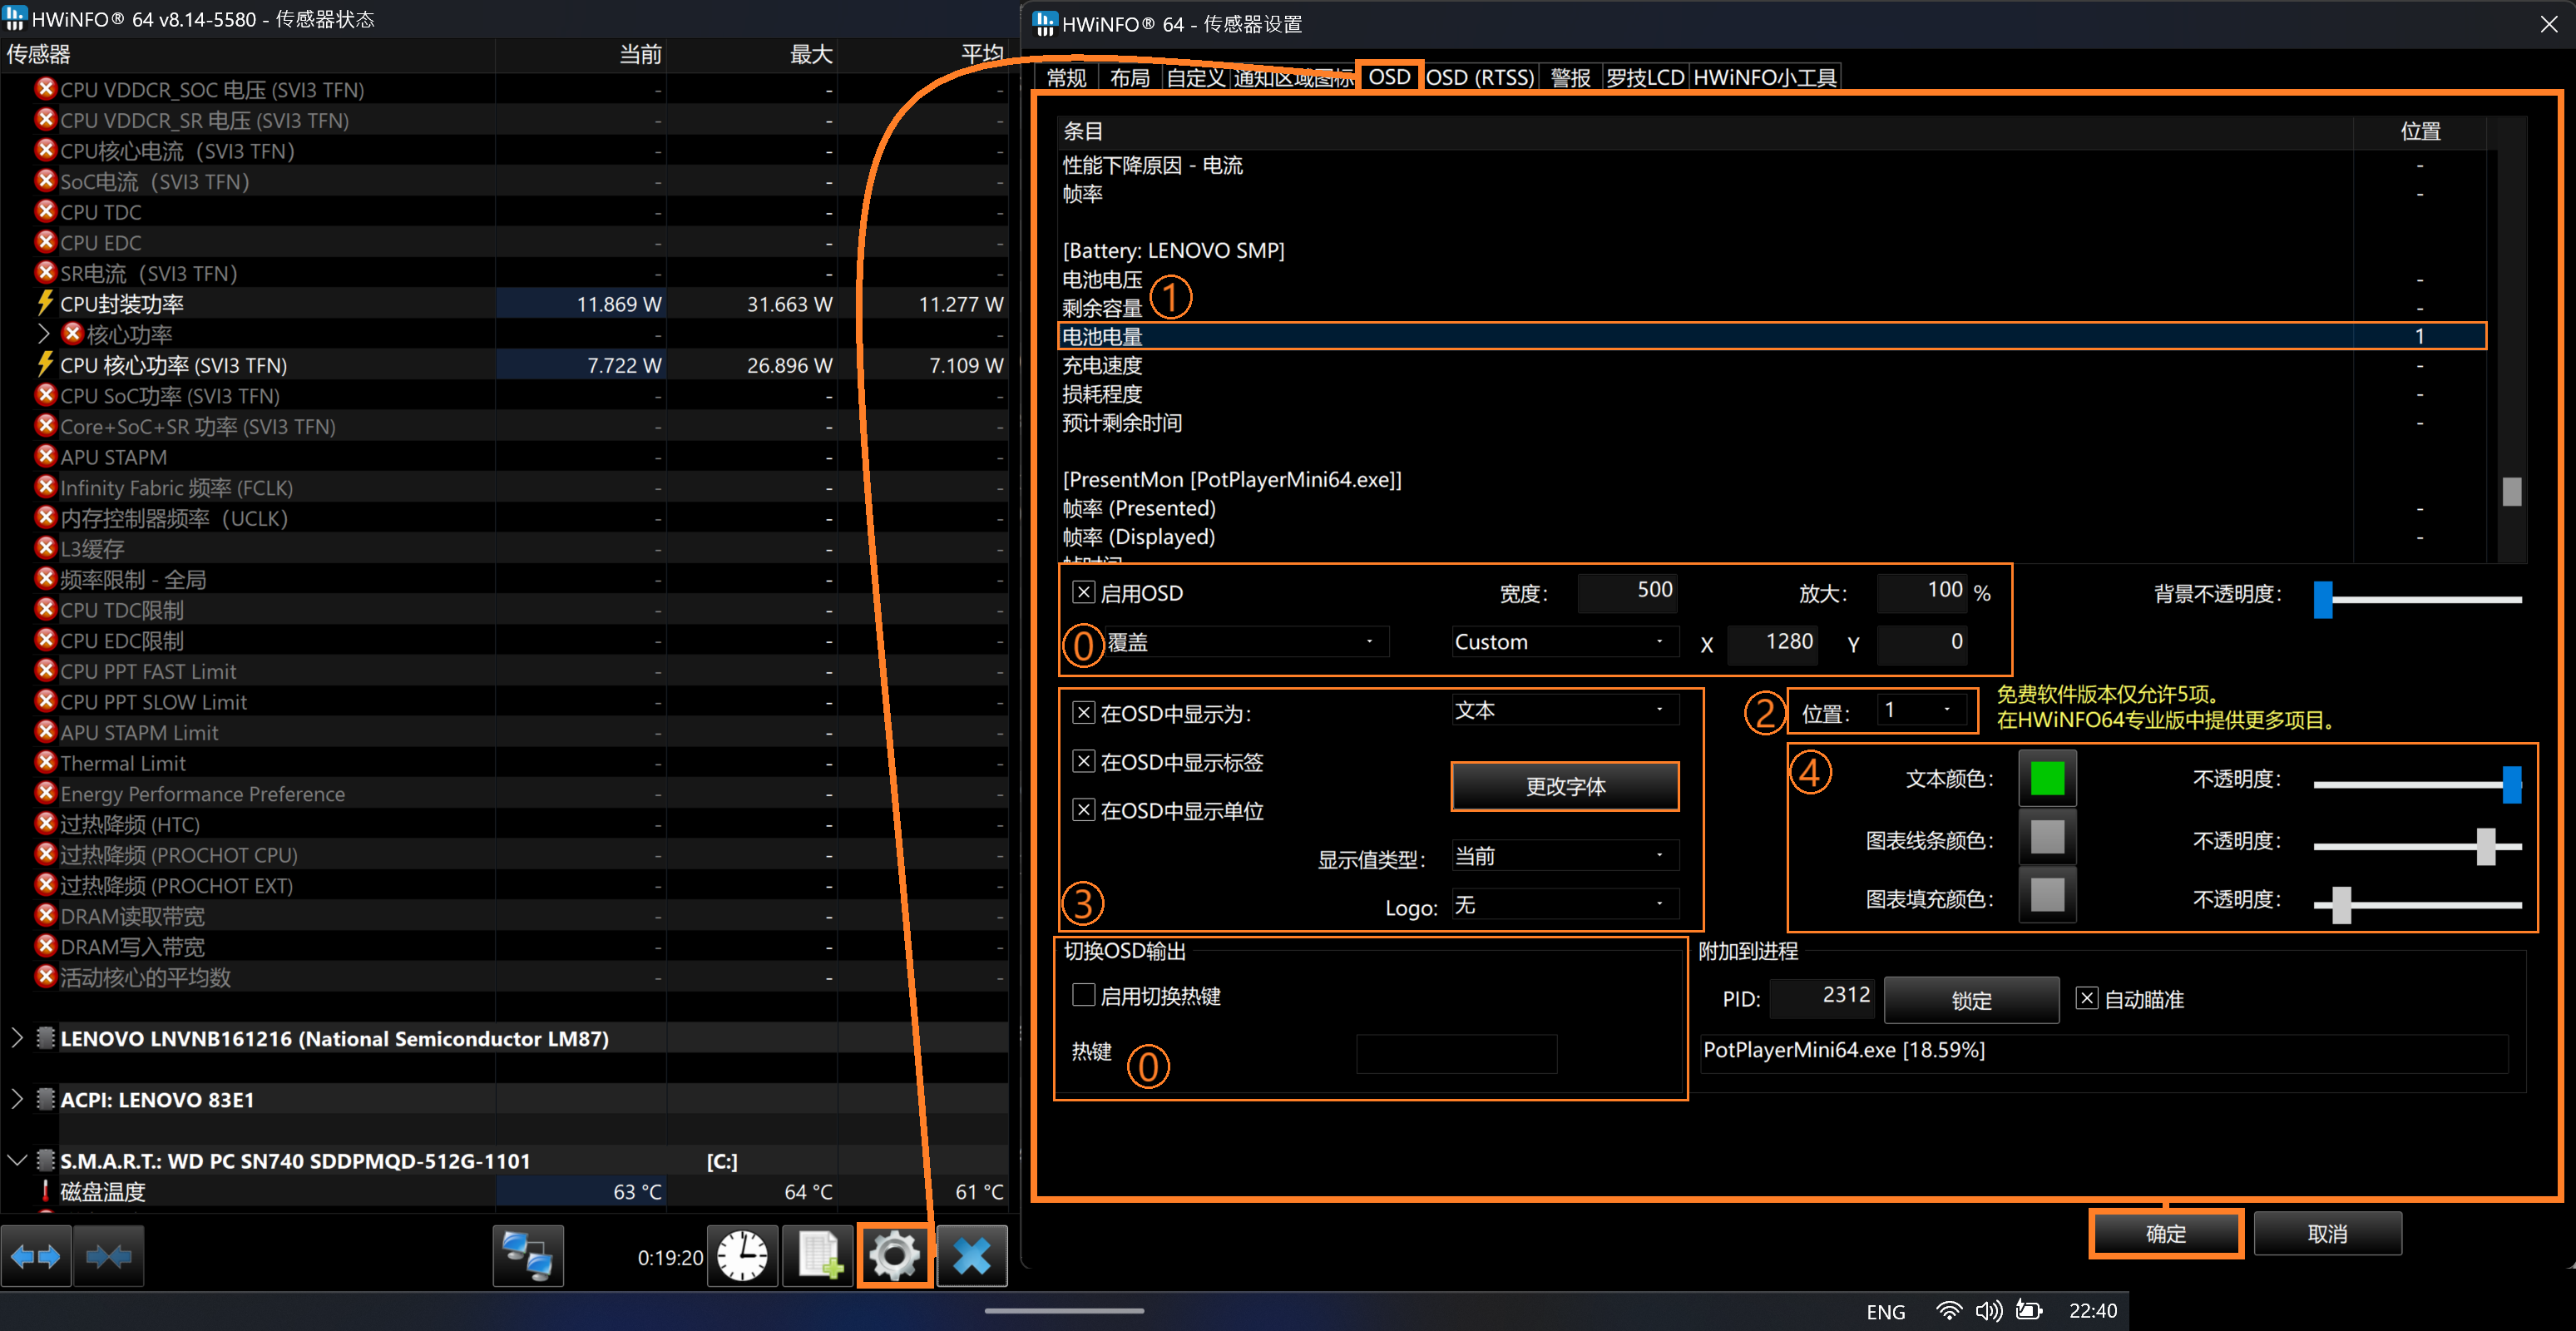 HWiNFO® 64 v8.14-5580 - 传感器状态
传感器 当前 最大 平均
CPU VDDCR_SOC 电压 (SVI3 TFN) - - -
CPU VDDCR_SR 电压 (SVI3 TFN) - - -
CPU核心电流（SVI3 TFN） - - -
SoC电流（SVI3 TFN） - - -
CPU TDC - - -
CPU EDC - - -
SR电流（SVI3 TFN） - - -
CPU封装功率 11.869 W 31.663 W 11.277 W
核心功率 - - -
CPU 核心功率 (SVI3 TFN) 7.722 W 26.896 W 7.109 W
CPU SoC功率 (SVI3 TFN) - - -
Core+SoC+SR 功率 (SVI3 TFN) - - -
APU STAPM - - -
Infinity Fabric 频率 (FCLK) - - -
内存控制器频率（UCLK） - - -
L3缓存 - - -
频率限制 - 全局 - - -
CPU TDC限制 - - -
CPU EDC限制 - - -
CPU PPT FAST Limit - - -
CPU PPT SLOW Limit - - -
APU STAPM Limit - - -
Thermal Limit - - -
Energy Performance Preference - - -
过热降频 (HTC) - - -
过热降频 (PROCHOT CPU) - - -
过热降频 (PROCHOT EXT) - - -
DRAM读取带宽 - - -
DRAM写入带宽 - - -
活动核心的平均数 - - -
LENOVO LNVNB161216 (National Semiconductor LM87)
ACPI: LENOVO 83E1
S.M.A.R.T.: WD PC SN740 SDDPMQD-512G-1101 [C:]
磁盘温度 63 °C 64 °C 61 °C
0:19:20
HWiNFO® 64 - 传感器设置
常规 布局 自定义 通知区域图标 OSD OSD (RTSS) 警报 罗技LCD HWiNFO小工具
条目 位置
性能下降原因 - 电流 -
帧率 -
[Battery: LENOVO SMP]
电池电压 -
剩余容量 ① -
电池电量 1
充电速度 -
损耗程度 -
预计剩余时间 -
[PresentMon [PotPlayerMini64.exe]]
帧率 (Presented) -
帧率 (Displayed) -
启用OSD 宽度: 500 放大: 100 % 背景不透明度:
⓪ 覆盖 Custom X 1280 Y 0
在OSD中显示为: 文本 ② 位置: 1 免费软件版本仅允许5项。
在HWiNFO64专业版中提供更多项目。
在OSD中显示标签 更改字体 ④ 文本颜色: 不透明度:
在OSD中显示单位 图表线条颜色: 不透明度:
显示值类型: 当前
③ Logo: 无 图表填充颜色: 不透明度:
切换OSD输出 附加到进程
启用切换热键 PID: 2312 锁定 自动瞄准
热键 ⓪ PotPlayerMini64.exe [18.59%]
确定 取消
ENG 22:40